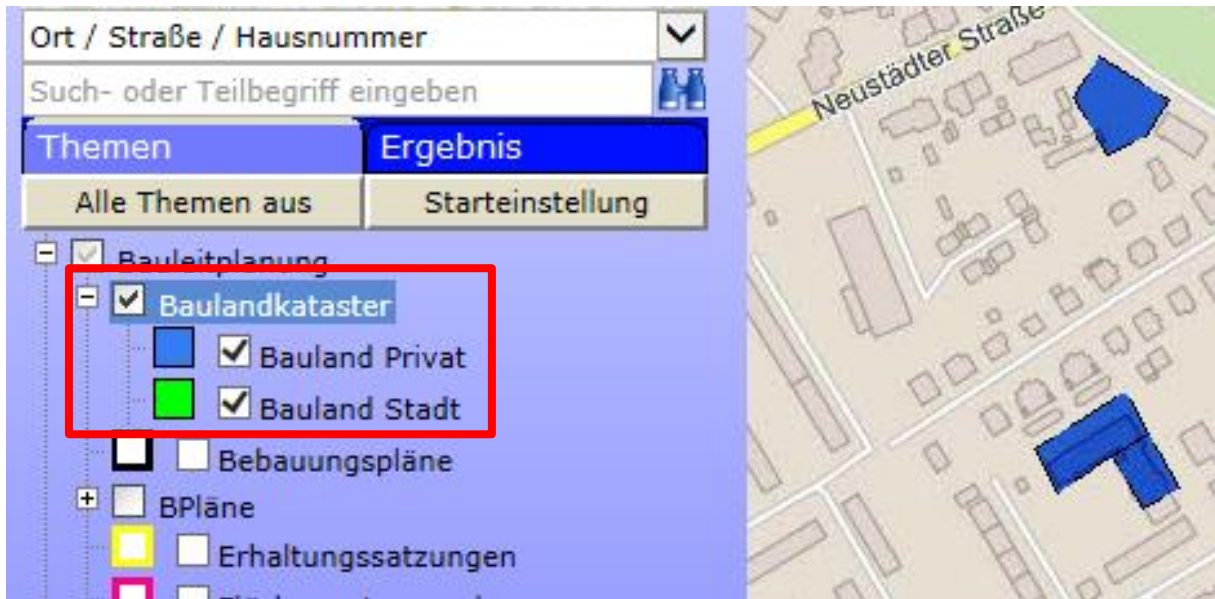 Ort / Straße / Hausnummer
Such- oder Teilbegriff eingeben
Themen
Ergebnis
Alle Themen aus
Starteinstellung
Bauleitplanung
Baulandkataster
Bauland Privat
Bauland Stadt
Bebauungspläne
BPläne
Erhaltungssatzungen
Neustädter Straße